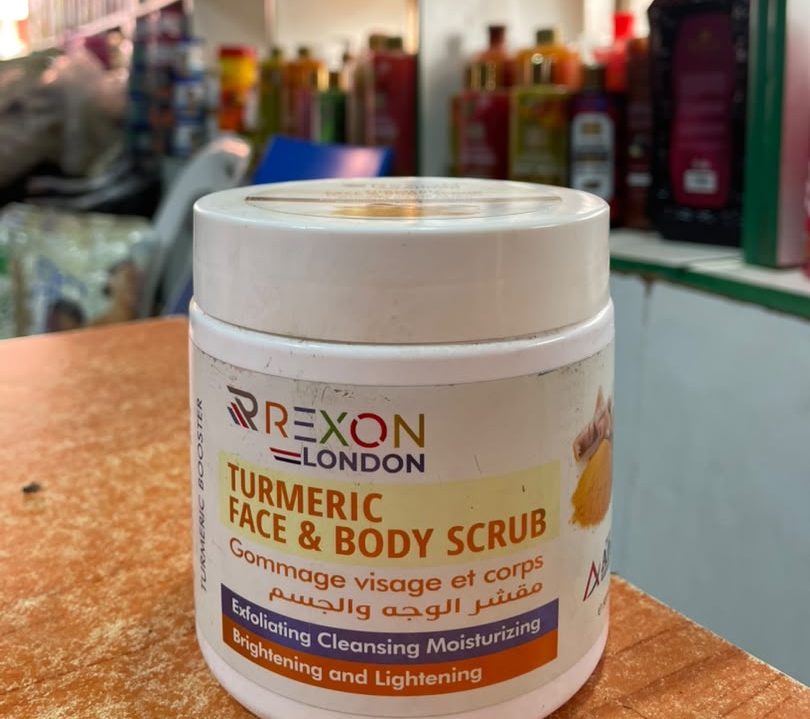 REXON
LONDON
TURMERIC
FACE & BODY SCRUB
Gommage visage et corps
مقشر الوجه والجسم
Exfoliating Cleansing Moisturizing
Brightening and Lightening
TURMERIC BOOSTER